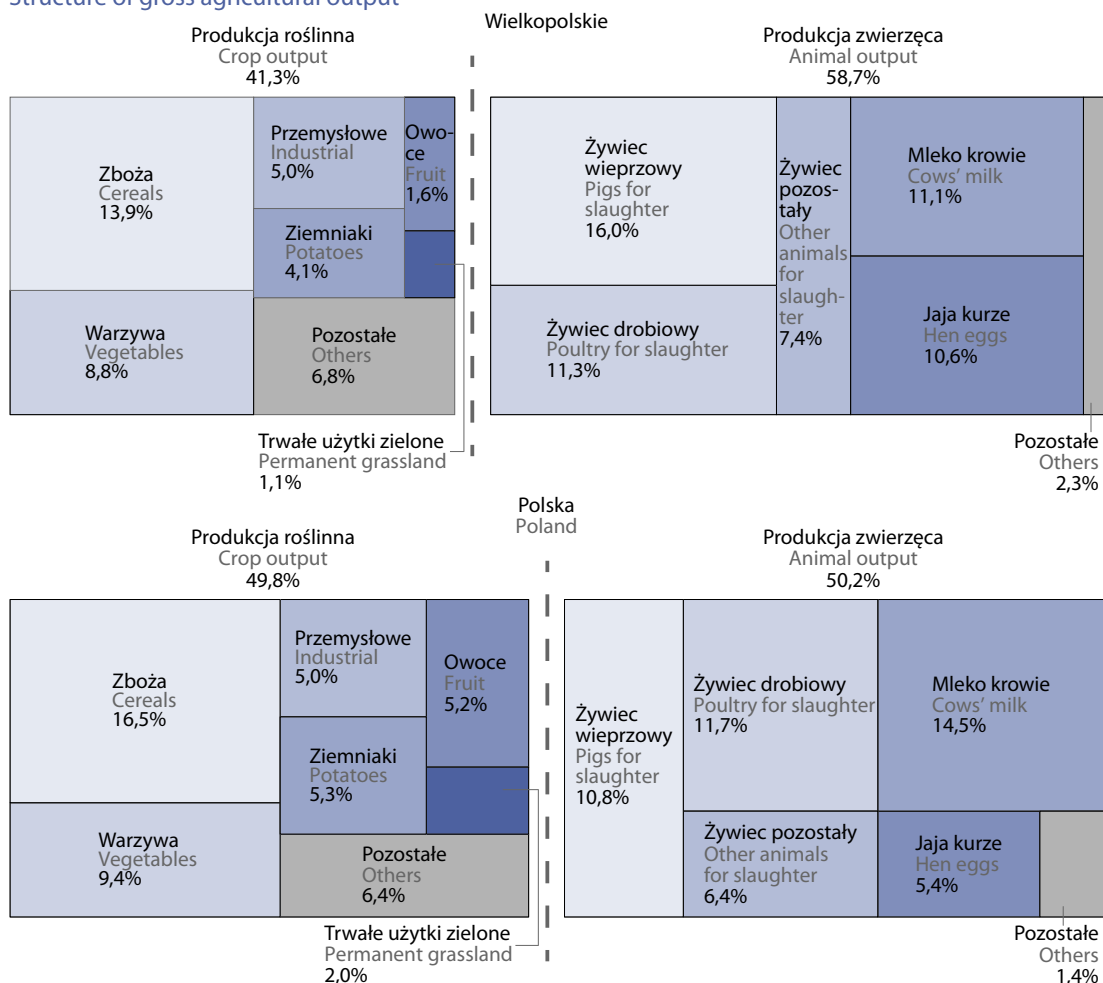 Structure of gross agricultural output
Wielkopolskie
Produkcja roślinna
Crop output
41,3%
Produkcja zwierzęca
Animal output
58,7%
Zboża
Cereals
13,9%
Przemysłowe
Industrial
5,0%
Owo-
ce
Fruit
1,6%
Ziemniaki
Potatoes
4,1%
Warzywa
Vegetables
8,8%
Pozostałe
Others
6,8%
Trwałe użytki zielone
Permanent grassland
1,1%
Żywiec
wieprzowy
Pigs for
slaughter
16,0%
Żywiec
pozos-
tały
Other
animals
for
slaugh-
ter
7,4%
Mleko krowie
Cows’ milk
11,1%
Żywiec drobiowy
Poultry for slaughter
11,3%
Jaja kurze
Hen eggs
10,6%
Pozostałe
Others
2,3%
Polska
Poland
Produkcja roślinna
Crop output
49,8%
Produkcja zwierzęca
Animal output
50,2%
Zboża
Cereals
16,5%
Przemysłowe
Industrial
5,0%
Owoce
Fruit
5,2%
Ziemniaki
Potatoes
5,3%
Warzywa
Vegetables
9,4%
Pozostałe
Others
6,4%
Trwałe użytki zielone
Permanent grassland
2,0%
Żywiec
wieprzowy
Pigs for
slaughter
10,8%
Żywiec drobiowy
Poultry for slaughter
11,7%
Mleko krowie
Cows’ milk
14,5%
Żywiec pozostały
Other animals
for slaughter
6,4%
Jaja kurze
Hen eggs
5,4%
Pozostałe
Others
1,4%